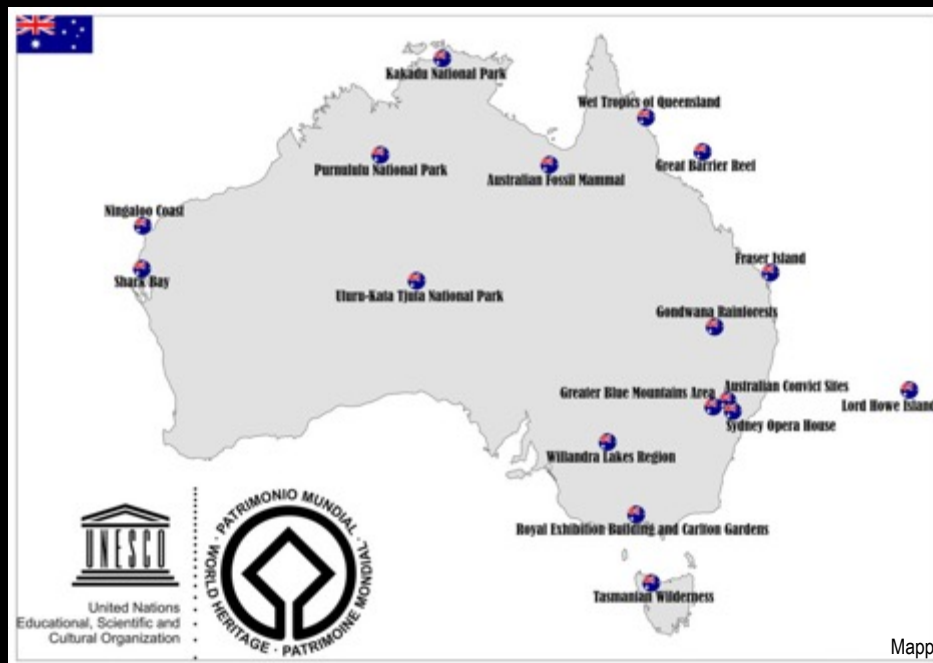 Kakadu National Park
Wet Tropics of Queensland
Purnululu National Park
Australian Fossil Mammal
Great Barrier Reef
Ningaloo Coast
Shark Bay
Uluru-Kata Tjuta National Park
Fraser Island
Gondwana Rainforests
Greater Blue Mountains Area
Australian Convict Sites
Lord Howe Island
Sydney Opera House
Willandra Lakes Region
Royal Exhibition Building and Carlton Gardens
Tasmanian Wilderness
UNESCO
United Nations
Educational, Scientific and
Cultural Organization
WORLD HERITAGE · PATRIMONIO MUNDIAL · PATRIMOINE MONDIAL ·
Mapp